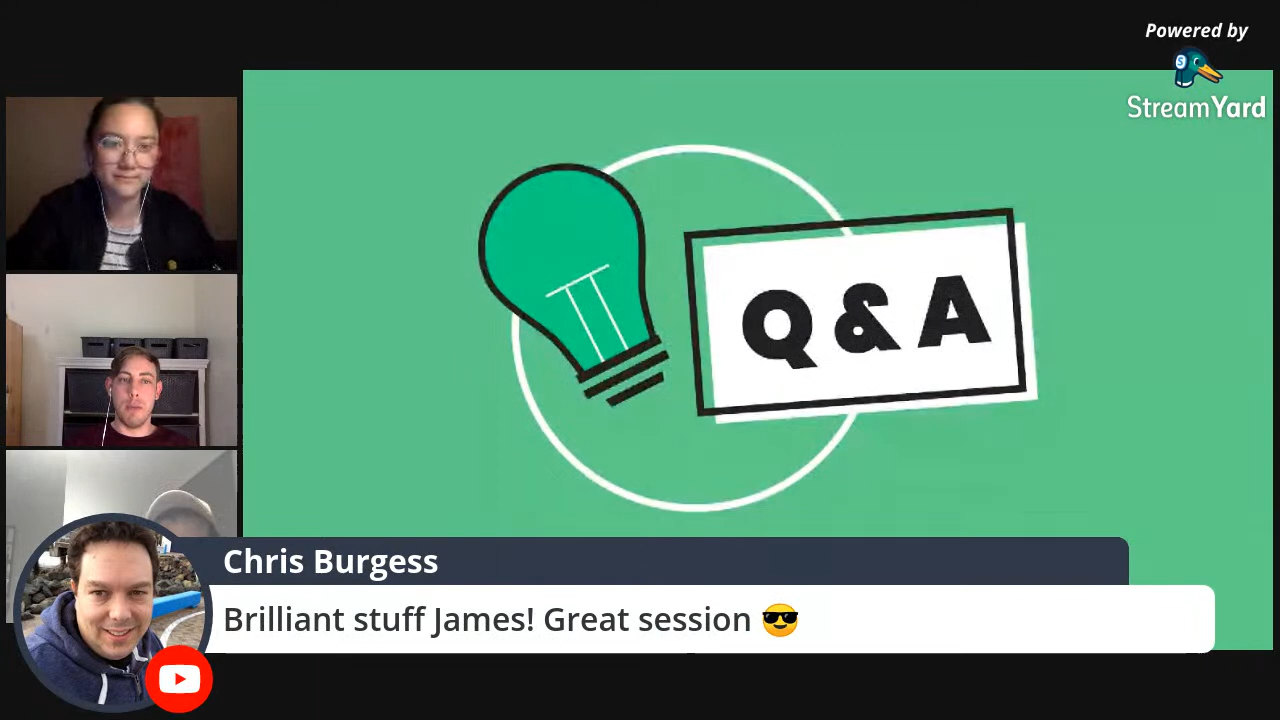 Powered by
StreamYard
Q & A
Chris Burgess
Brilliant stuff James! Great session 😎